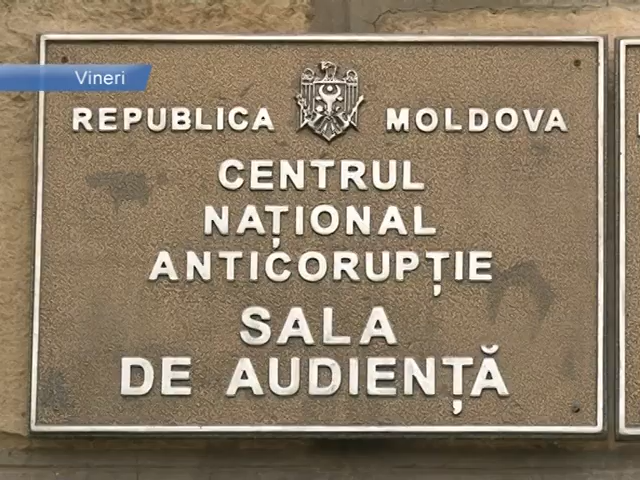 Vineri
REPUBLICA MOLDOVA
CENTRUL
NAȚIONAL
ANTICORUPȚIE
SALA
DE AUDIENȚĂ